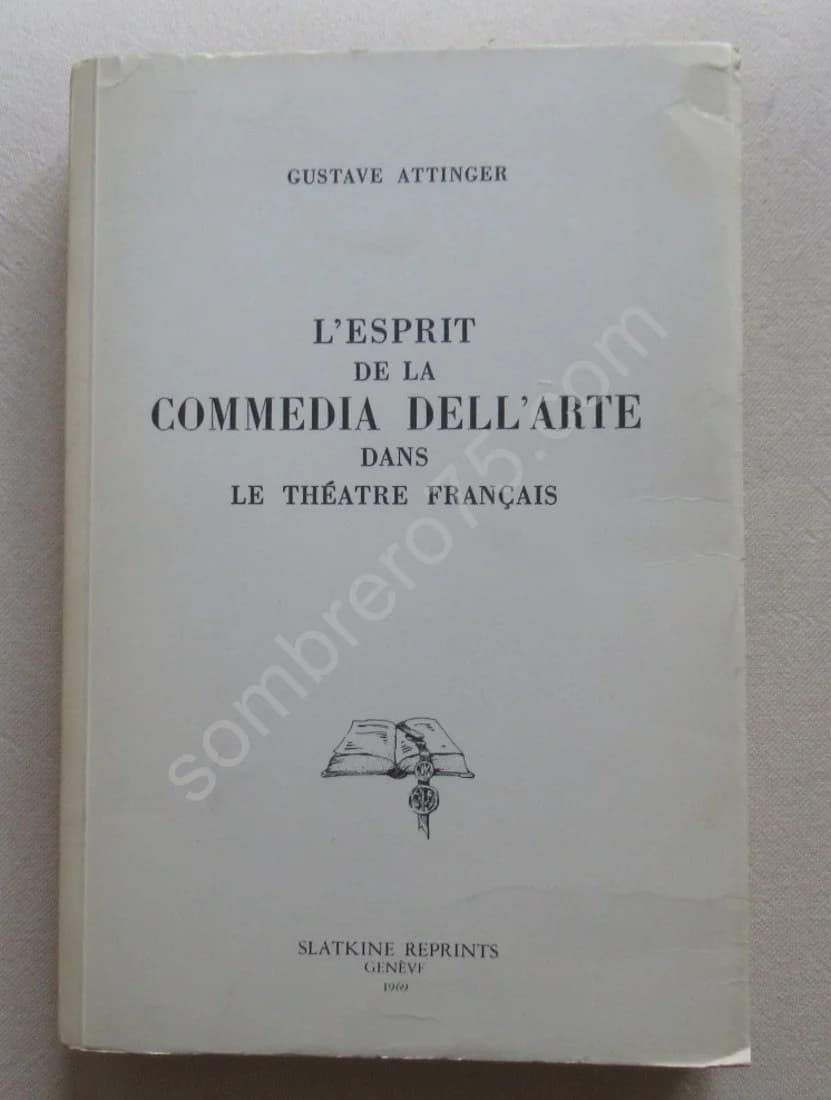 GUSTAVE ATTINGER
L'ESPRIT
DE LA
COMMEDIA DELL'ARTE
DANS
LE THÉATRE FRANÇAIS
SLATKINE REPRINTS
GENÈVE
1969
sombrero75.com